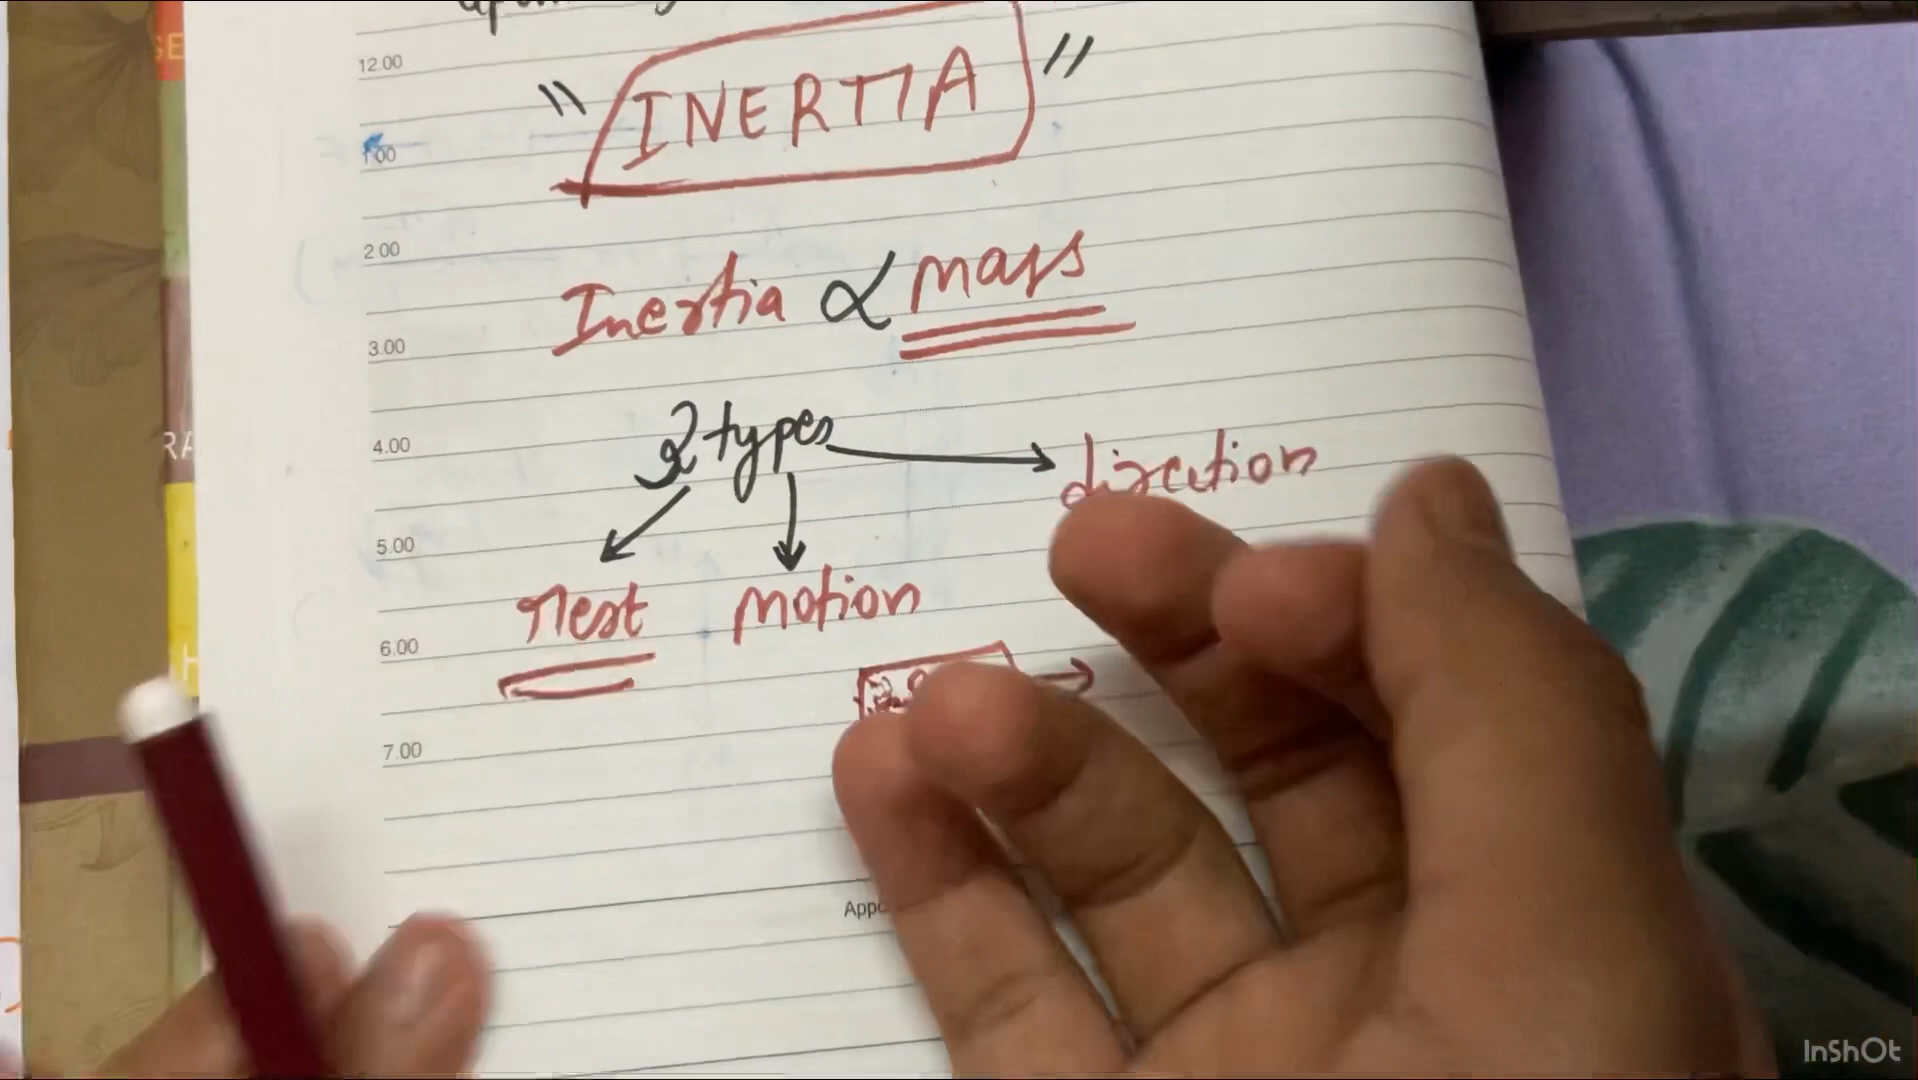 12.00
" INERTIA "
1.00
2.00
Inertia ∝ mass
3.00
4.00
types
direction
5.00
rest motion
6.00
7.00
InShOt